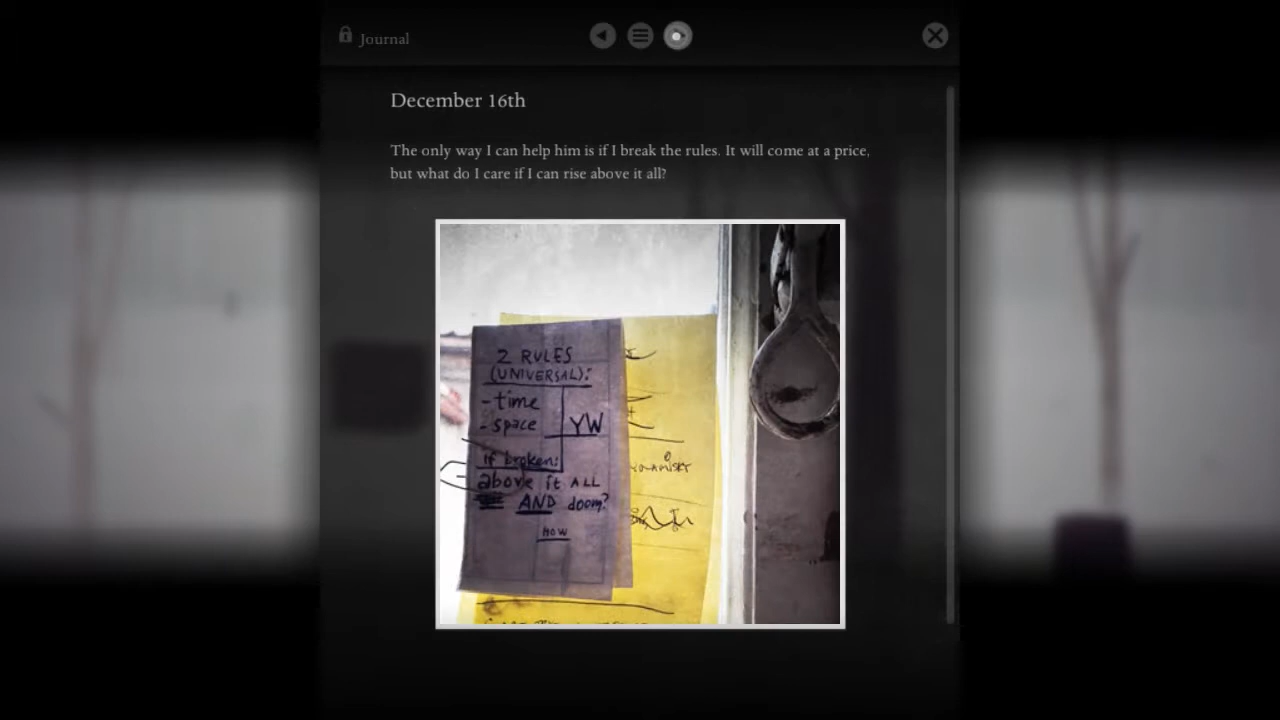 Journal
December 16th
The only way I can help him is if I break the rules. It will come at a price,
but what do I care if I can rise above it all?
2 RULES
(UNIVERSAL):
- time
- space YW
if broken:
above it ALL
AND doom?
HOW